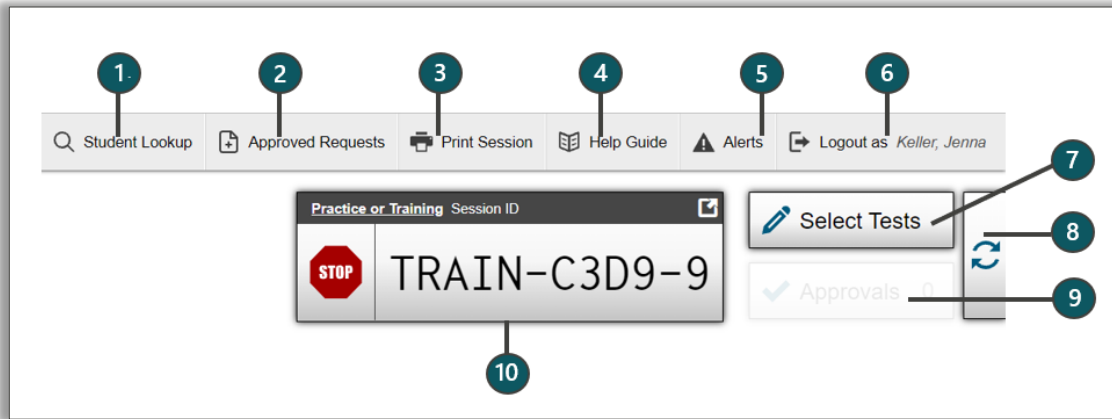 1. 2 3 4 5 6
Student Lookup Approved Requests Print Session Help Guide Alerts Logout as Keller, Jenna
7
Practice or Training Session ID
Select Tests
8
STOP TRAIN-C3D9-9
Approvals 0
9
10